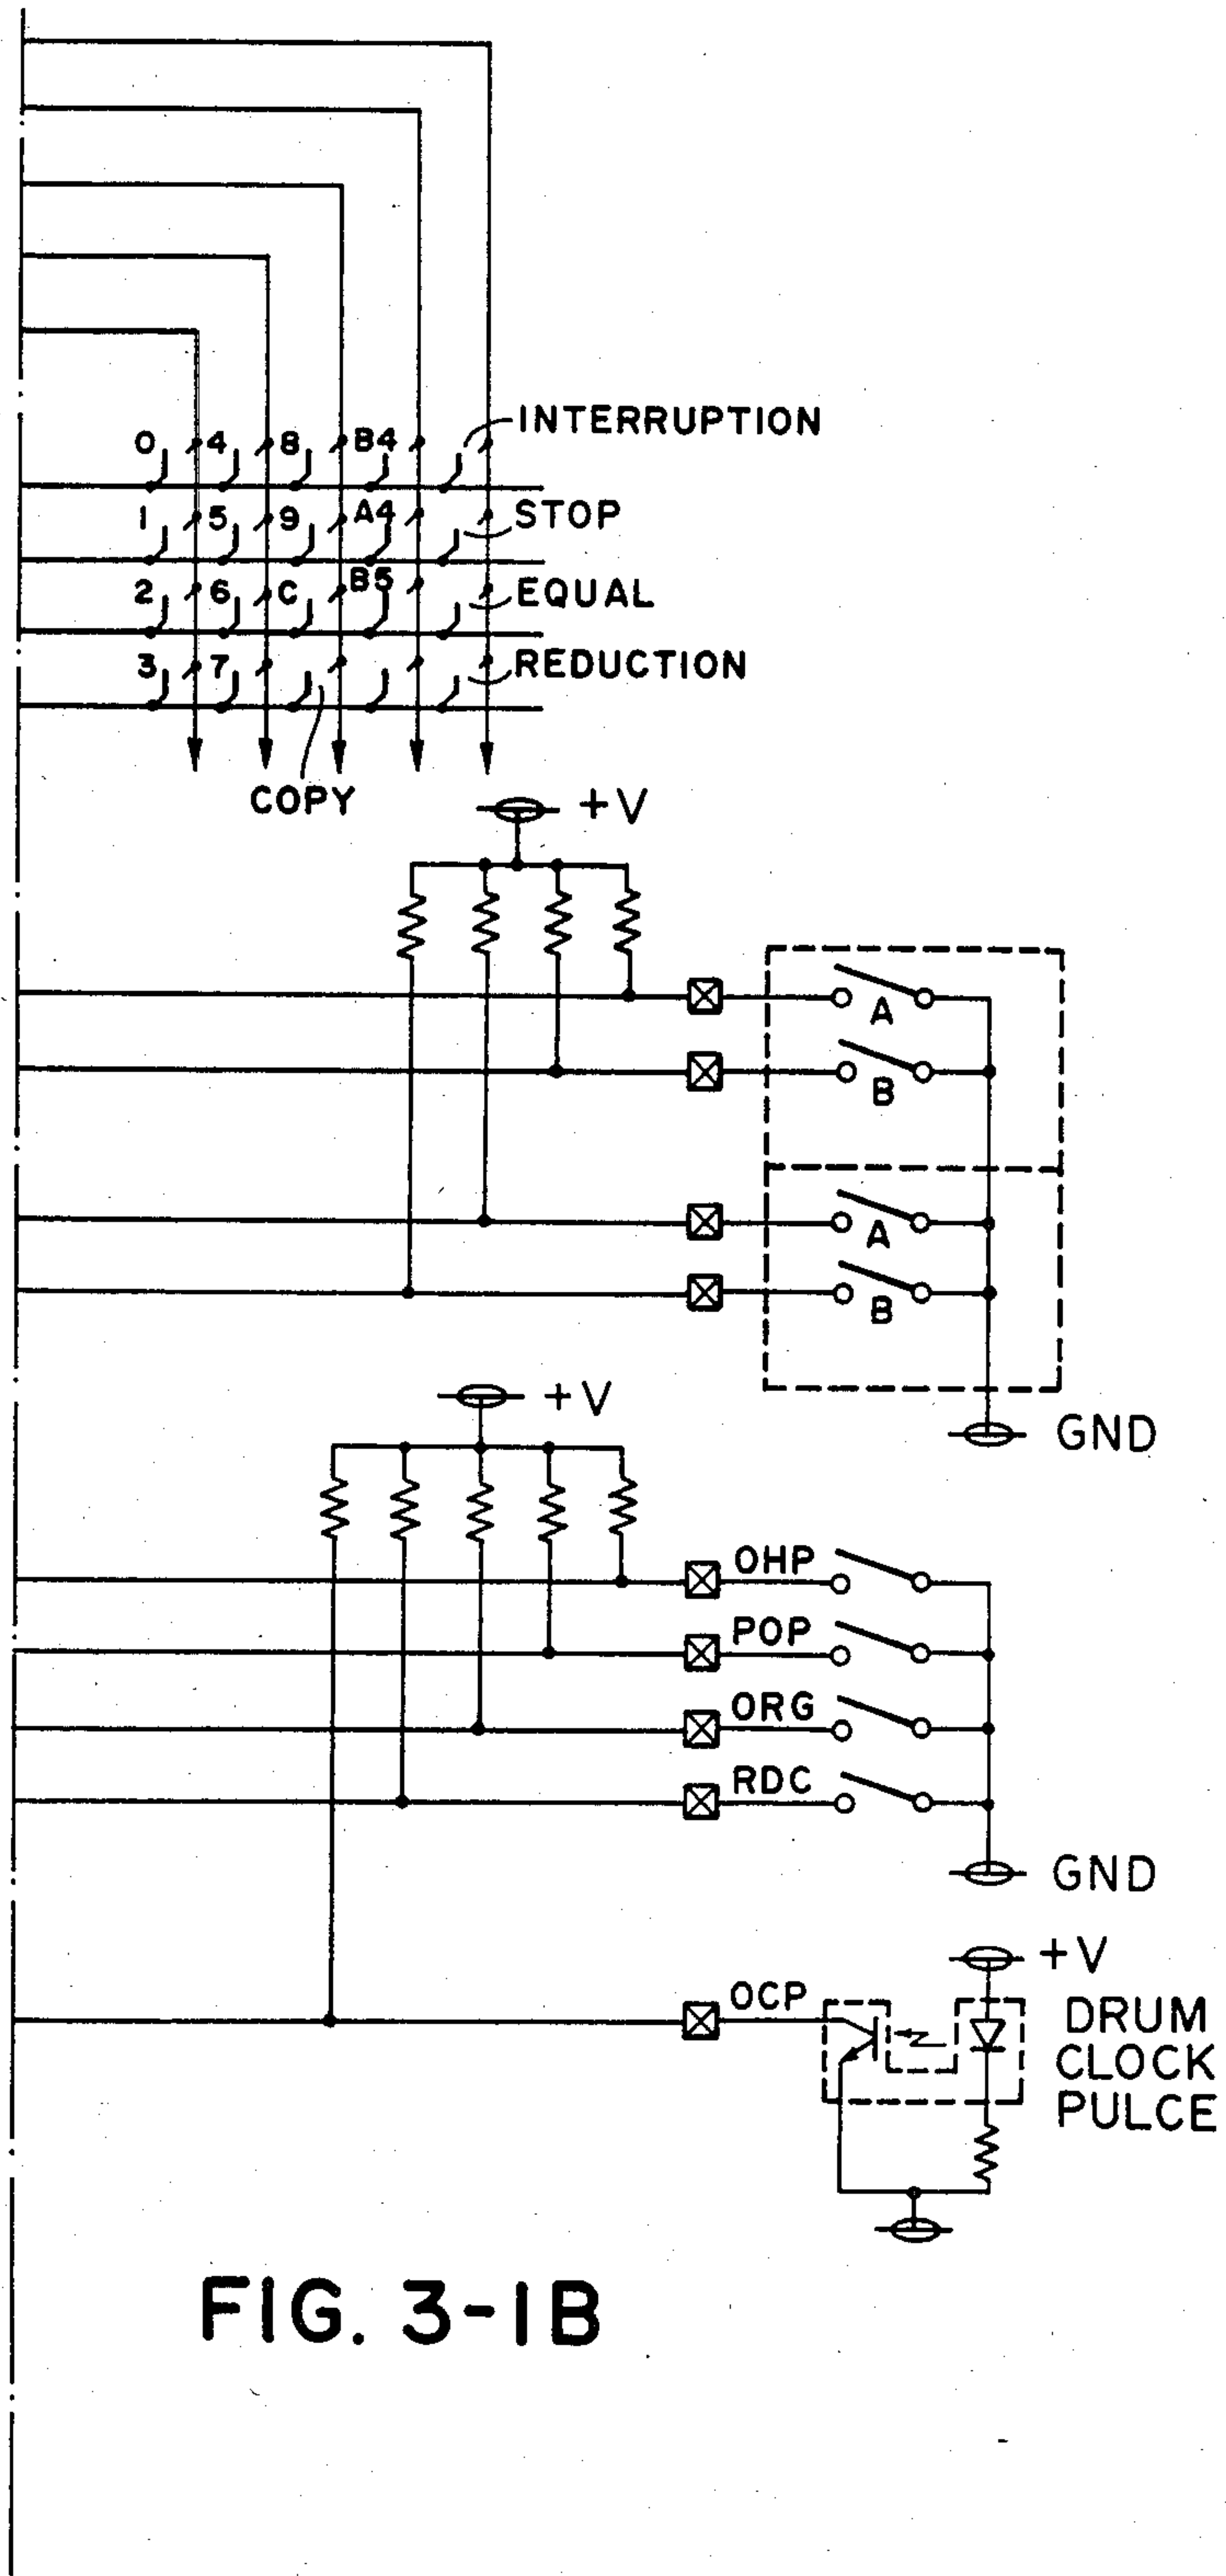 0 4 8 B4 INTERRUPTION
1 5 9 A4 STOP
2 6 C B5 EQUAL
3 7 REDUCTION
COPY
+V
A
B
A
B
GND
+V
OHP
POP
ORG
RDC
GND
+V
OCP
DRUM
CLOCK
PULCE
FIG. 3-1B